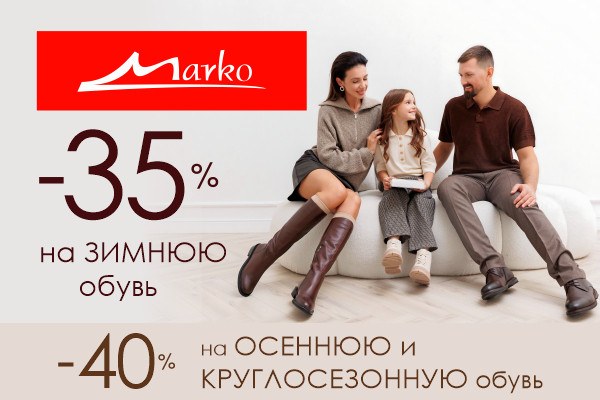 Marko
-35%
на ЗИМНЮЮ
обувь
-40% на ОСЕННЮЮ и
КРУГЛОСЕЗОННУЮ обувь